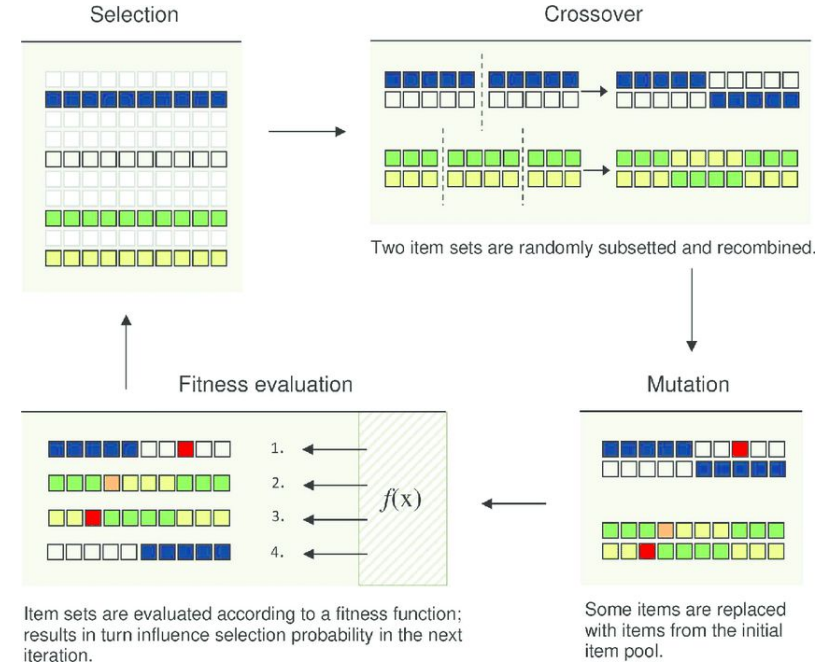 Selection
Crossover
Two item sets are randomly subsetted and recombined.
Fitness evaluation
Mutation
1.
2.
3.
4.
f(x)
Item sets are evaluated according to a fitness function;
results in turn influence selection probability in the next
iteration.
Some items are replaced
with items from the initial
item pool.